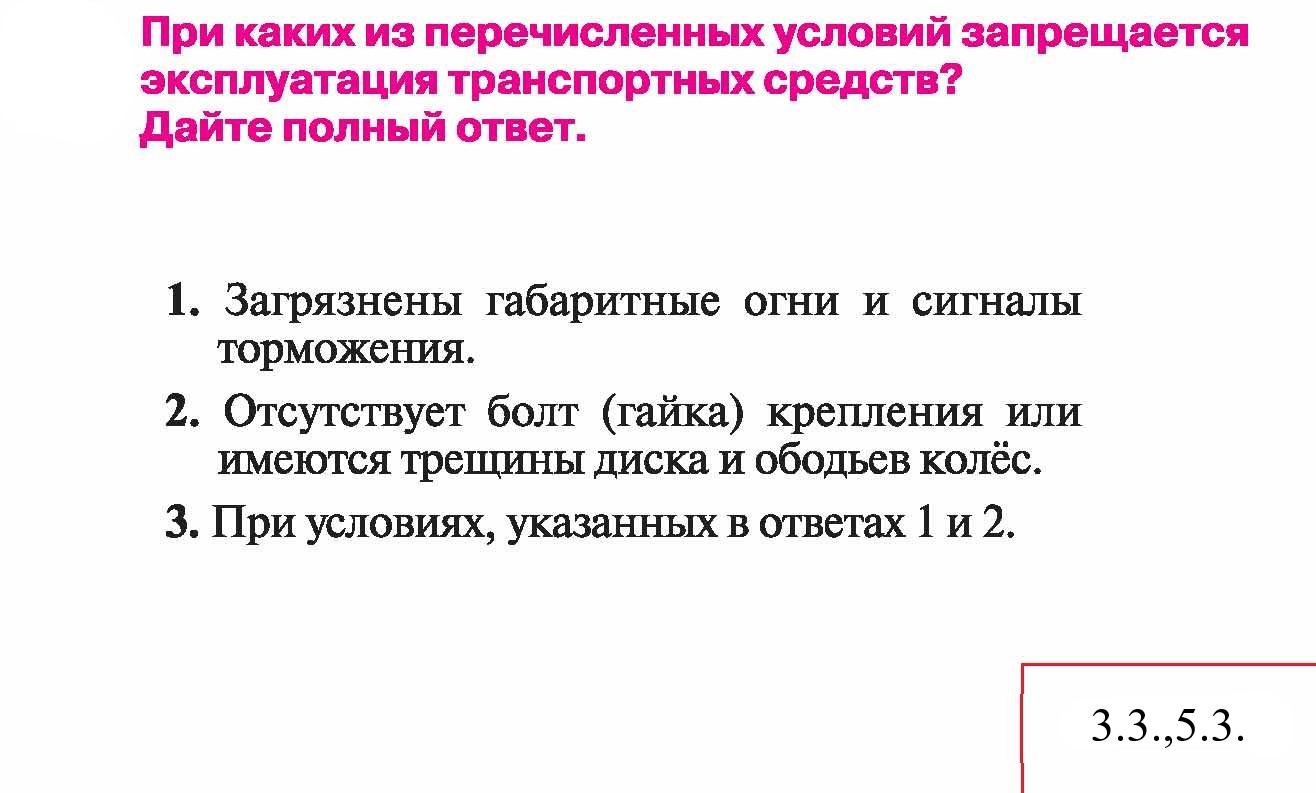 При каких из перечисленных условий запрещается
эксплуатация транспортных средств?
Дайте полный ответ.
1. Загрязнены габаритные огни и сигналы
торможения.
2. Отсутствует болт (гайка) крепления или
имеются трещины диска и ободьев колёс.
3. При условиях, указанных в ответах 1 и 2.
3.3.,5.3.